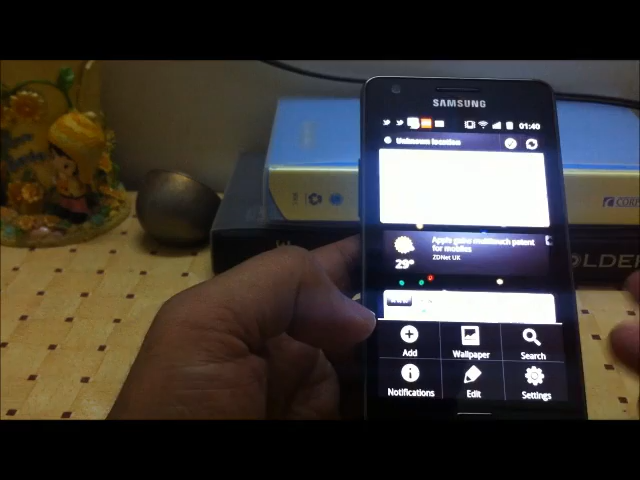 SAMSUNG
01:40
Unknown location
Apple gains multitouch patent
for mobiles
ZDNet UK
29°
Add
Wallpaper
Search
Notifications
Edit
Settings
OLDER